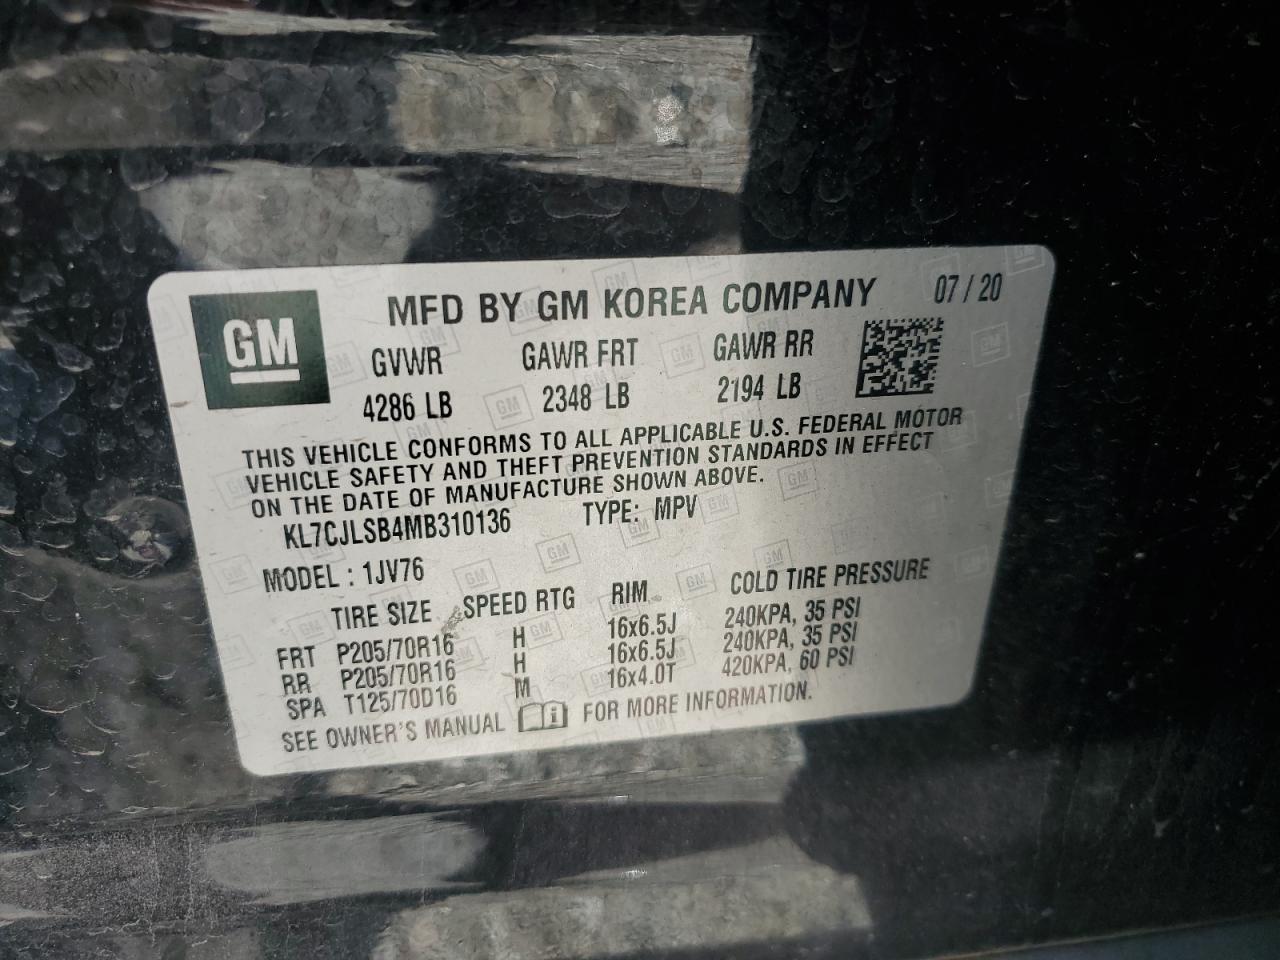 GM
MFD BY GM KOREA COMPANY 07 / 20
GVWR GAWR FRT GAWR RR
4286 LB 2348 LB 2194 LB
THIS VEHICLE CONFORMS TO ALL APPLICABLE U.S. FEDERAL MOTOR
VEHICLE SAFETY AND THEFT PREVENTION STANDARDS IN EFFECT
ON THE DATE OF MANUFACTURE SHOWN ABOVE.
KL7CJLSB4MB310136 TYPE: MPV
MODEL : 1JV76
TIRE SIZE SPEED RTG RIM COLD TIRE PRESSURE
FRT P205/70R16 H 16x6.5J 240KPA, 35 PSI
RR P205/70R16 H 16x6.5J 240KPA, 35 PSI
SPA T125/70D16 M 16x4.0T 420KPA, 60 PSI
SEE OWNER'S MANUAL i FOR MORE INFORMATION.